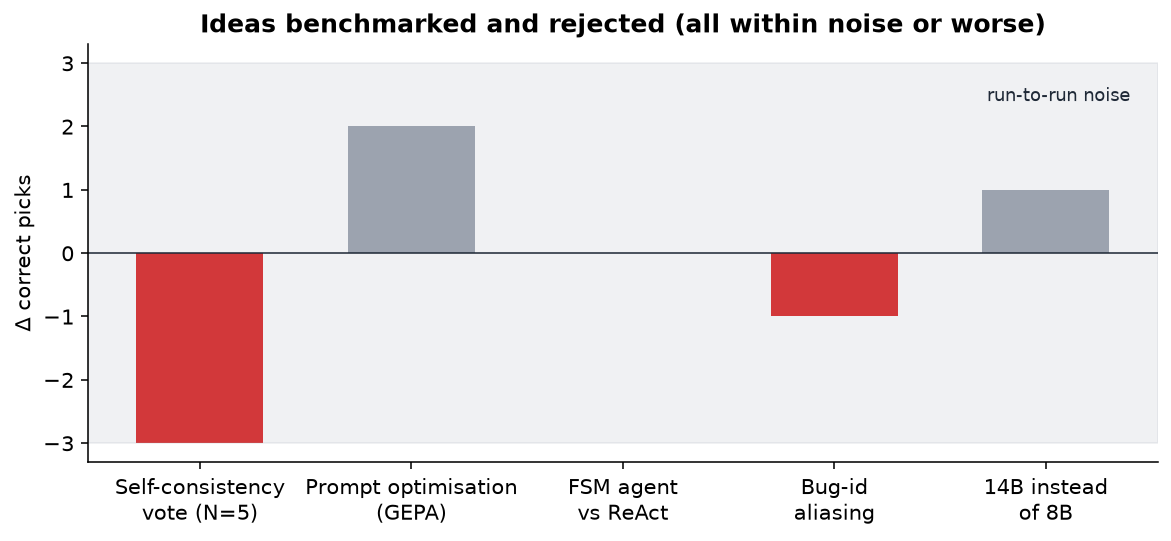 Ideas benchmarked and rejected (all within noise or worse)
3
run-to-run noise
2
1
0
−1
−2
−3
Δ correct picks
Self-consistency
vote (N=5)
Prompt optimisation
(GEPA)
FSM agent
vs ReAct
Bug-id
aliasing
14B instead
of 8B